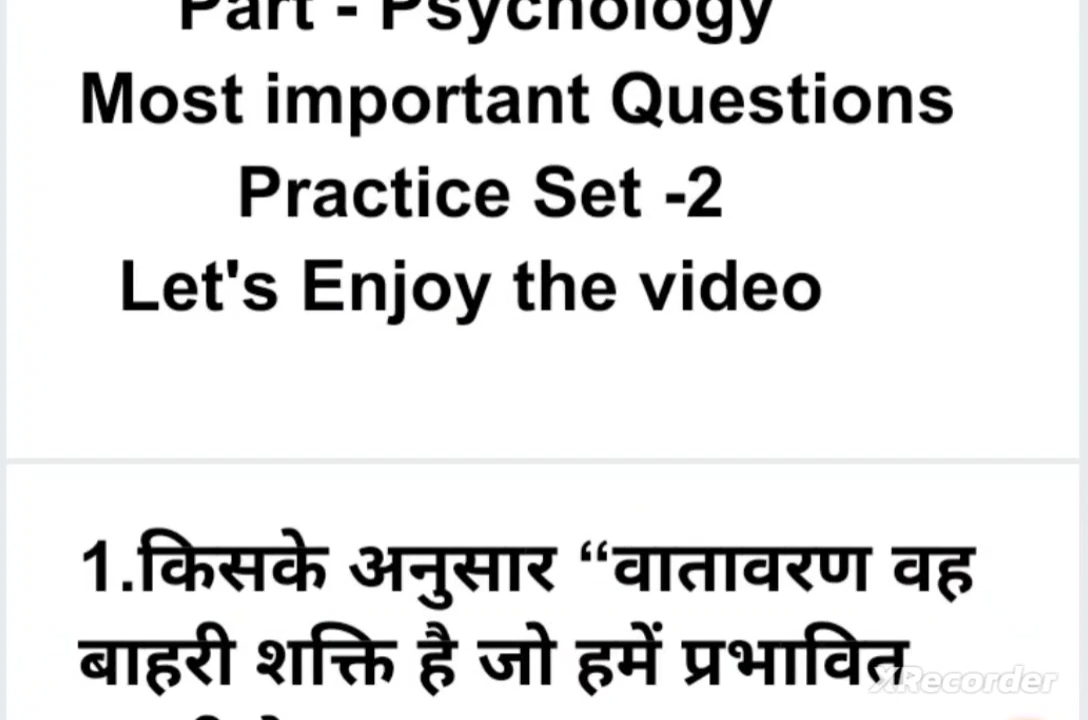 Part - Psychology
Most important Questions
Practice Set -2
Let's Enjoy the video
1.किसके अनुसार “वातावरण वह
बाहरी शक्ति है जो हमें प्रभावित
XRecorder